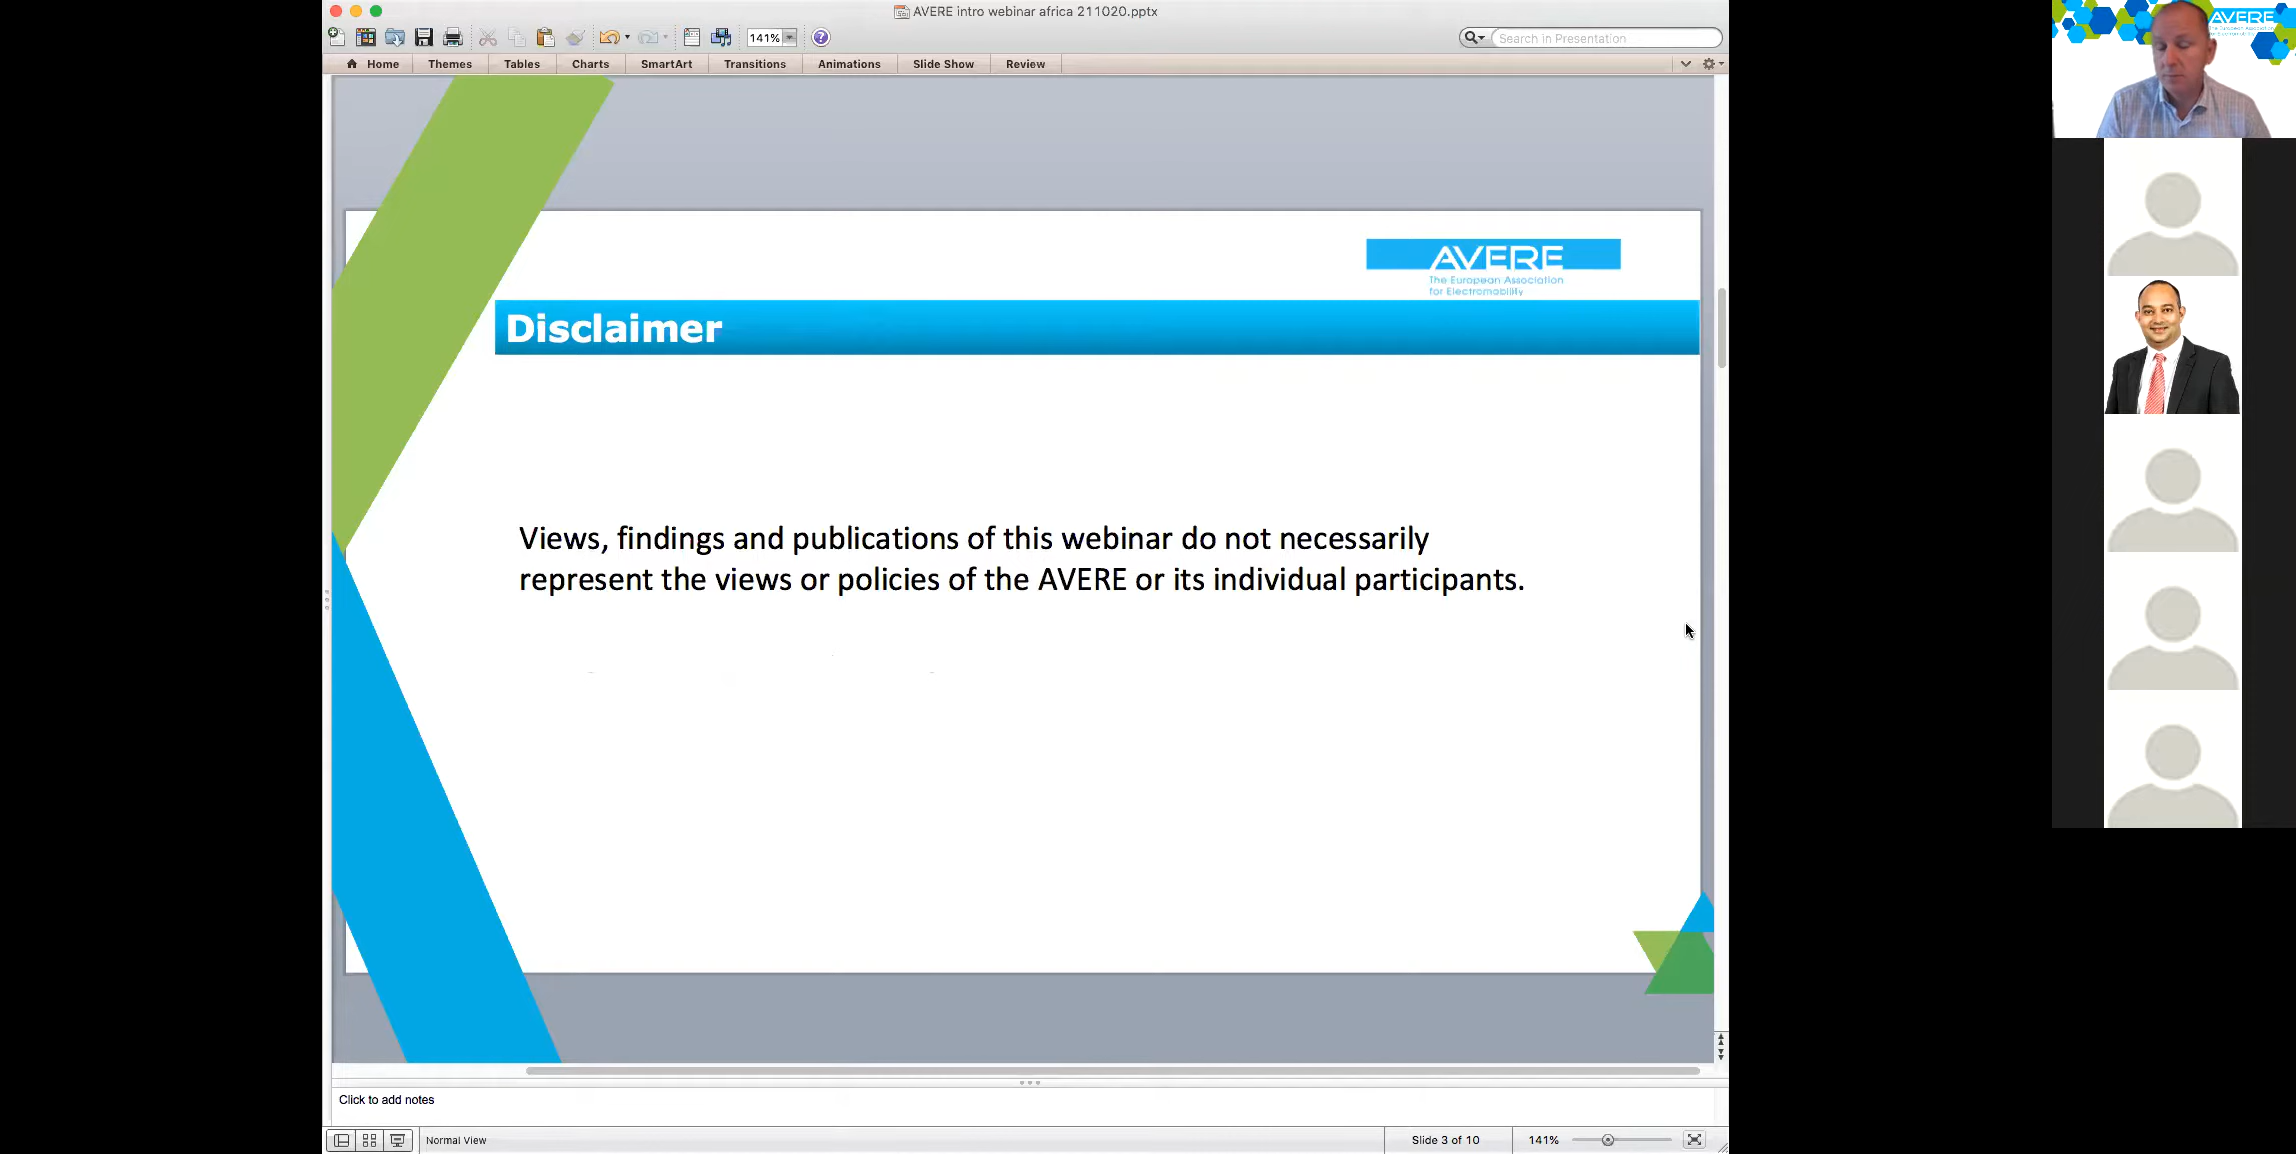 AVERE intro webinar africa 211020.pptx
141%
Search in Presentation
Home Themes Tables Charts SmartArt Transitions Animations Slide Show Review
AVERE
The European Association
for Electromobility
Disclaimer
Views, findings and publications of this webinar do not necessarily
represent the views or policies of the AVERE or its individual participants.
Click to add notes
Normal View
Slide 3 of 10
141%
AVERE